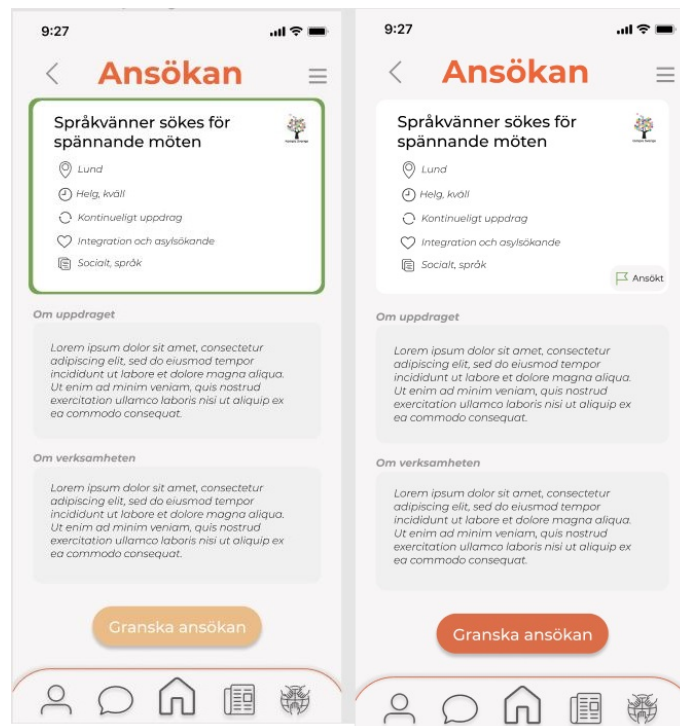 9:27
Ansökan
Språkvänner sökes för
spännande möten
Lund
Helg, kväll
Kontinueligt uppdrag
Integration och asylsökande
Socialt, språk
Om uppdraget
Lorem ipsum dolor sit amet, consectetur
adipiscing elit, sed do eiusmod tempor
incididunt ut labore et dolore magna aliqua.
Ut enim ad minim veniam, quis nostrud
exercitation ullamco laboris nisi ut aliquip ex
ea commodo consequat.
Om verksamheten
Lorem ipsum dolor sit amet, consectetur
adipiscing elit, sed do eiusmod tempor
incididunt ut labore et dolore magna aliqua.
Ut enim ad minim veniam, quis nostrud
exercitation ullamco laboris nisi ut aliquip ex
ea commodo consequat.
Granska ansökan
9:27
Ansökan
Språkvänner sökes för
spännande möten
Lund
Helg, kväll
Kontinueligt uppdrag
Integration och asylsökande
Socialt, språk
Ansökt
Om uppdraget
Lorem ipsum dolor sit amet, consectetur
adipiscing elit, sed do eiusmod tempor
incididunt ut labore et dolore magna aliqua.
Ut enim ad minim veniam, quis nostrud
exercitation ullamco laboris nisi ut aliquip ex
ea commodo consequat.
Om verksamheten
Lorem ipsum dolor sit amet, consectetur
adipiscing elit, sed do eiusmod tempor
incididunt ut labore et dolore magna aliqua.
Ut enim ad minim veniam, quis nostrud
exercitation ullamco laboris nisi ut aliquip ex
ea commodo consequat.
Granska ansökan